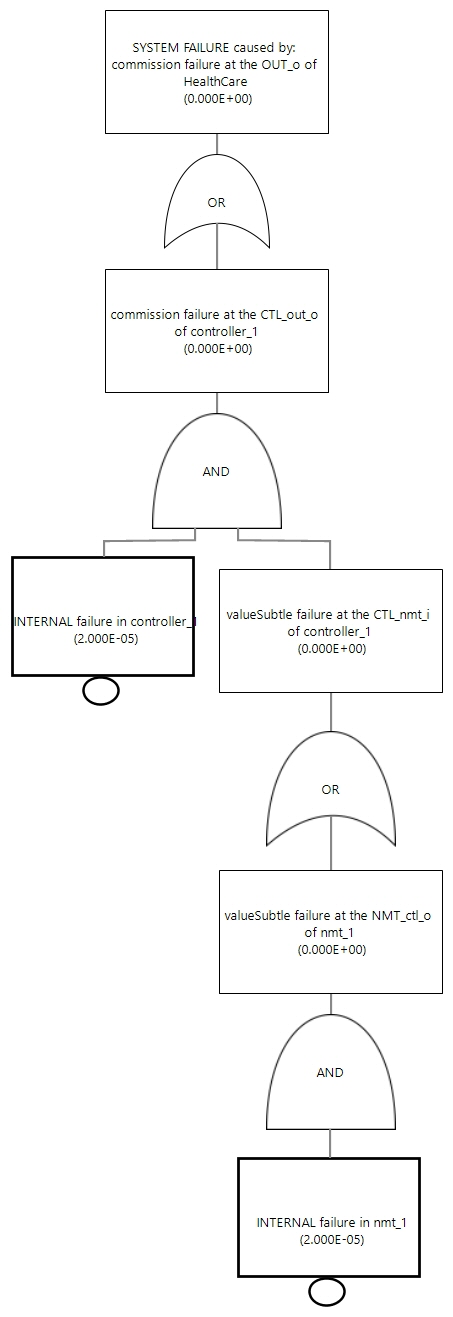 SYSTEM FAILURE caused by:
commission failure at the OUT_o of
HealthCare
(0.000E+00)
OR
commission failure at the CTL_out_o
of controller_1
(0.000E+00)
AND
INTERNAL failure in controller_1
(2.000E-05)
valueSubtle failure at the CTL_nmt_i
of controller_1
(0.000E+00)
OR
valueSubtle failure at the NMT_ctl_o
of nmt_1
(0.000E+00)
AND
INTERNAL failure in nmt_1
(2.000E-05)